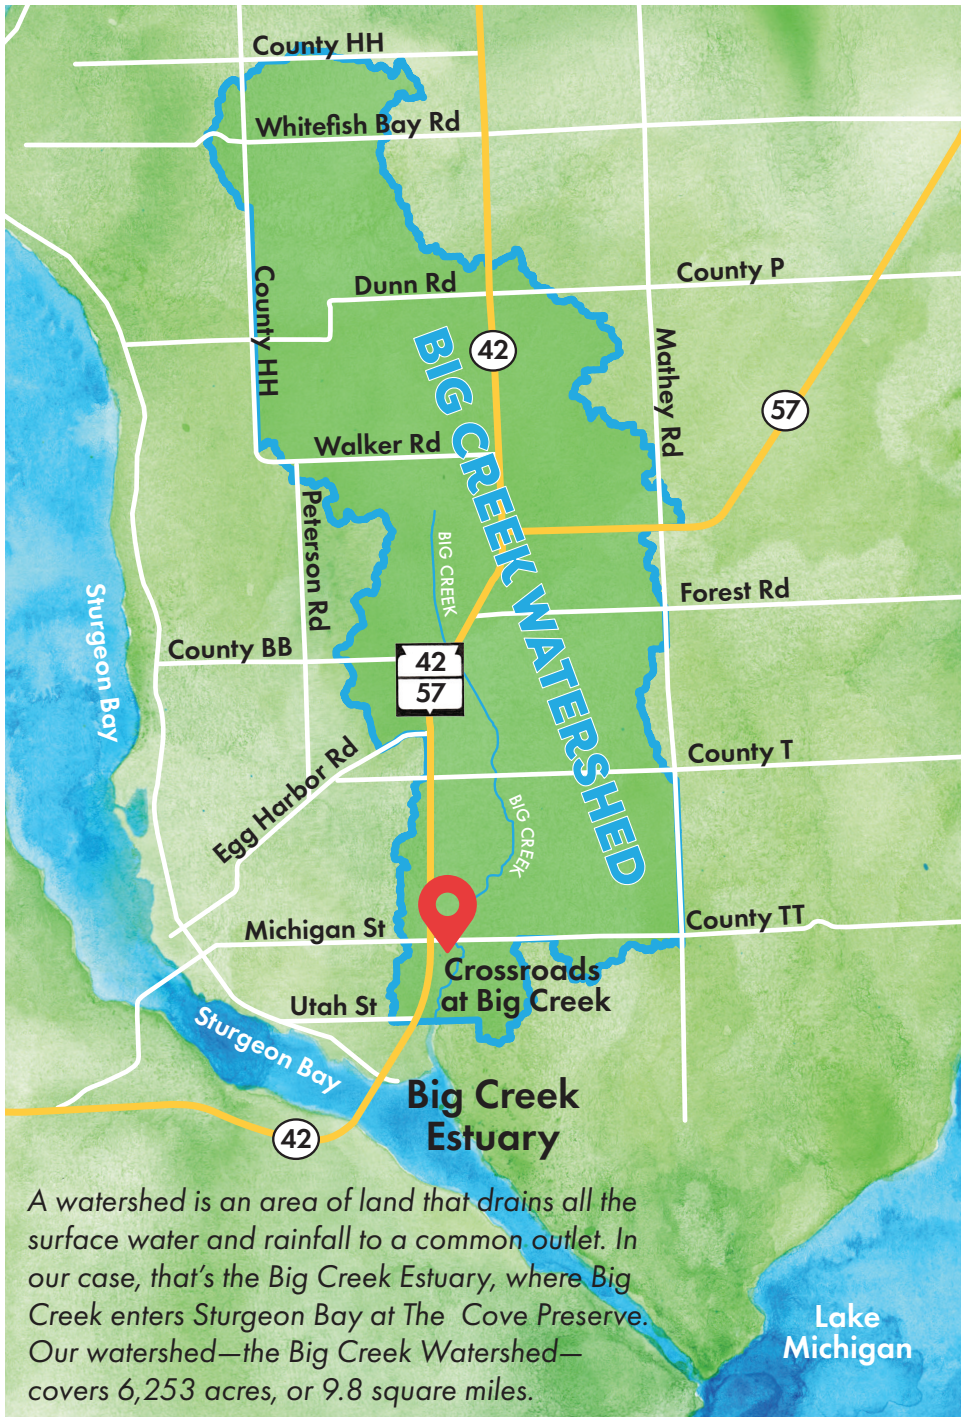 County HH
Whitefish Bay Rd
County HH
Dunn Rd
County P
42
Mathey Rd
57
BIG CREEK WATERSHED
Walker Rd
Peterson Rd
BIG CREEK
Sturgeon Bay
Forest Rd
County BB
42
57
Egg Harbor Rd
County T
BIG CREEK
Michigan St
County TT
Crossroads
at Big Creek
Utah St
Sturgeon Bay
Big Creek
Estuary
42
A watershed is an area of land that drains all the
surface water and rainfall to a common outlet. In
our case, that’s the Big Creek Estuary, where Big
Creek enters Sturgeon Bay at The  Cove Preserve.
Our watershed—the Big Creek Watershed—
covers 6,253 acres, or 9.8 square miles.
Lake
Michigan